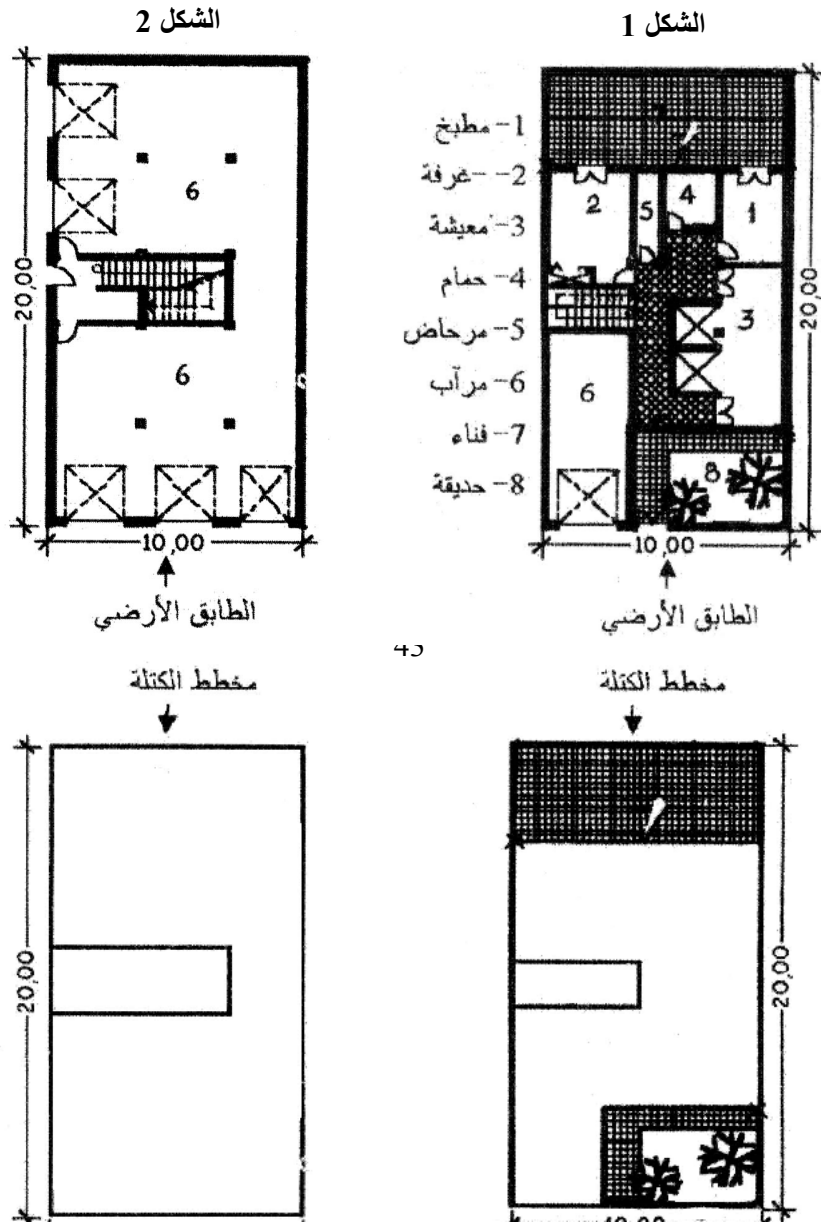 الشكل 1
الشكل 2
1- مطبخ
2- غرفة
3- معيشة
4- حمام
5- مرحاض
6- مرآب
7- فناء
8- حديقة
2
5
4
1
3
6
8
20,00
10,00
الطابق الأرضي
6
6
20,00
10,00
الطابق الأرضي
مخطط الكتلة
20,00
مخطط الكتلة
20,00